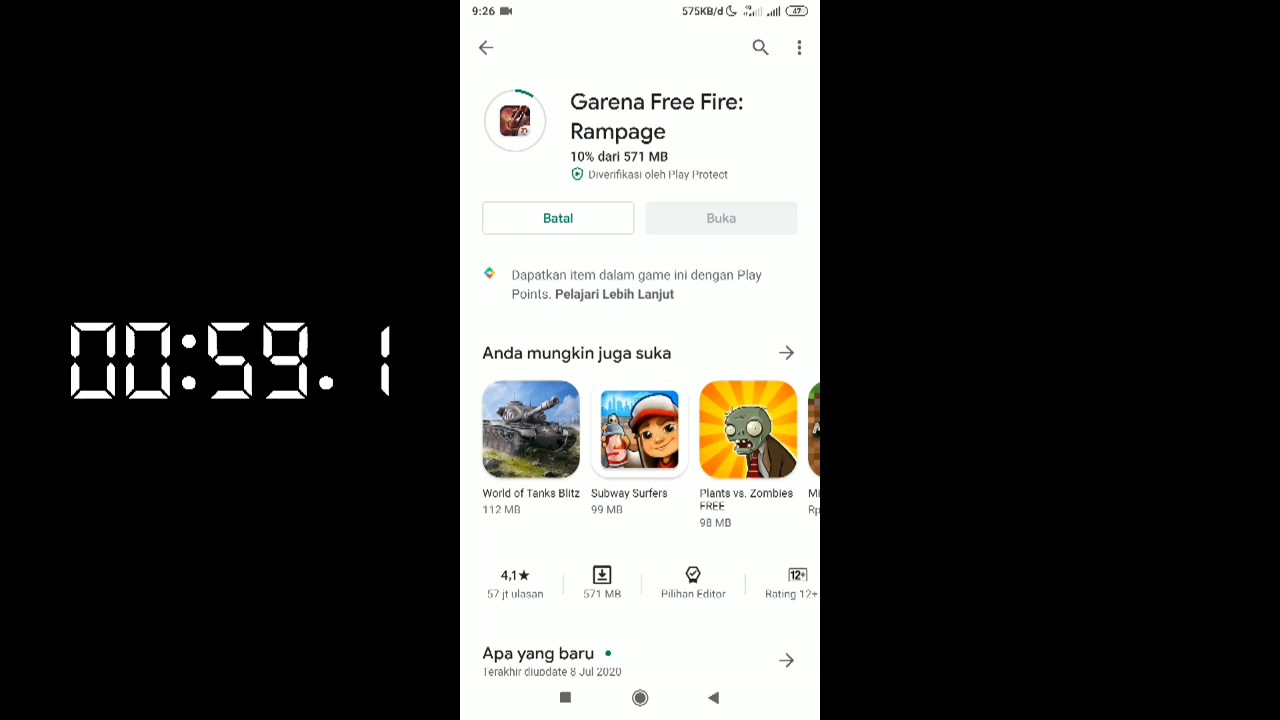 9:26
575KB/d
47
Garena Free Fire:
Rampage
10% dari 571 MB
Diverifikasi oleh Play Protect
Batal
Buka
Dapatkan item dalam game ini dengan Play
Points. Pelajari Lebih Lanjut
00:59.1
Anda mungkin juga suka
World of Tanks Blitz
Subway Surfers
Plants vs. Zombies
Mi
FREE
112 MB
99 MB
Rp
98 MB
4,1★
12+
57 jt ulasan
571 MB
Pilihan Editor
Rating 12+
Apa yang baru
Terakhir diupdate 8 Jul 2020